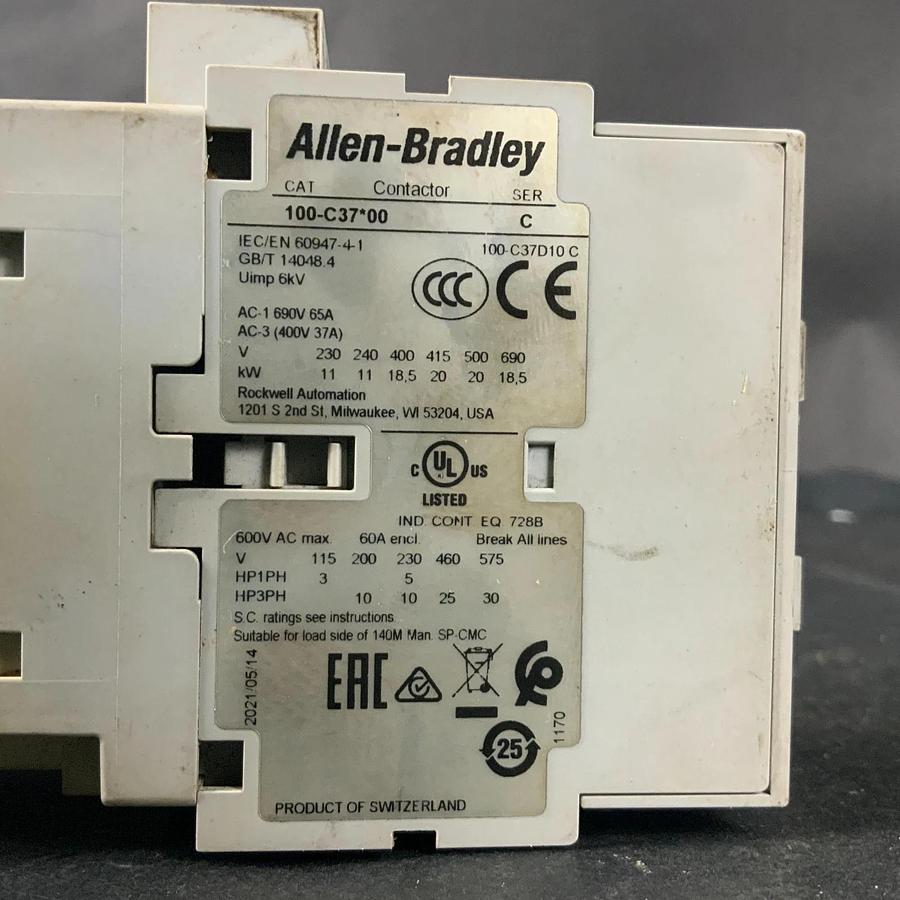 Allen-Bradley
CAT Contactor SER
100-C37*00 C
IEC/EN 60947-4-1 100-C37D10 C
GB/T 14048.4
Uimp 6kV
CCC CE
AC-1 690V 65A
AC-3 (400V 37A)
V 230 240 400 415 500 690
kW 11 11 18,5 20 20 18,5
Rockwell Automation
1201 S 2nd St, Milwaukee, WI 53204, USA
C UL US
LISTED
IND. CONT. EQ. 728B
600V AC max. 60A encl. Break All lines
V 115 200 230 460 575
HP1PH 3 5
HP3PH 10 10 25 30
S.C. ratings see instructions
Suitable for load side of 140M Man. SP-CMC
2021/05/14
EAC
25
1170
PRODUCT OF SWITZERLAND